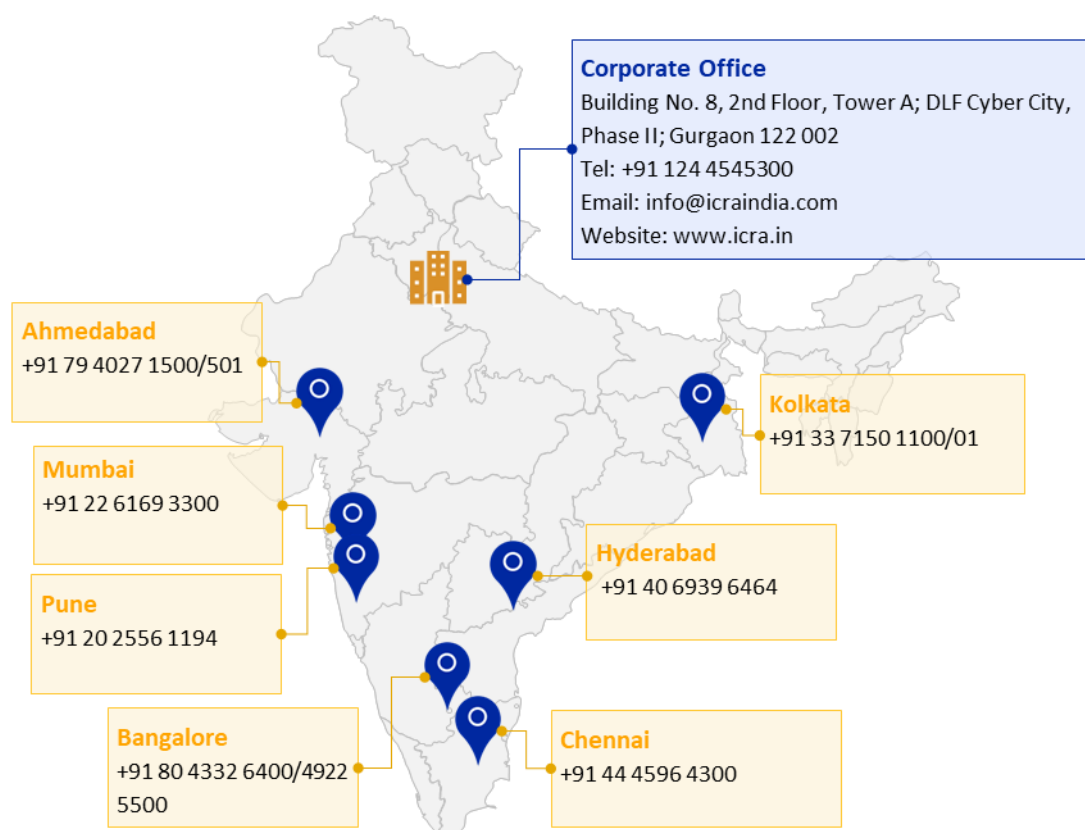 Corporate Office
Building No. 8, 2nd Floor, Tower A; DLF Cyber City,
Phase II; Gurgaon 122 002
Tel: +91 124 4545300
Email: info@icraindia.com
Website: www.icra.in
Ahmedabad
+91 79 4027 1500/501
Kolkata
+91 33 7150 1100/01
Mumbai
+91 22 6169 3300
Hyderabad
+91 40 6939 6464
Pune
+91 20 2556 1194
Bangalore
+91 80 4332 6400/4922
5500
Chennai
+91 44 4596 4300